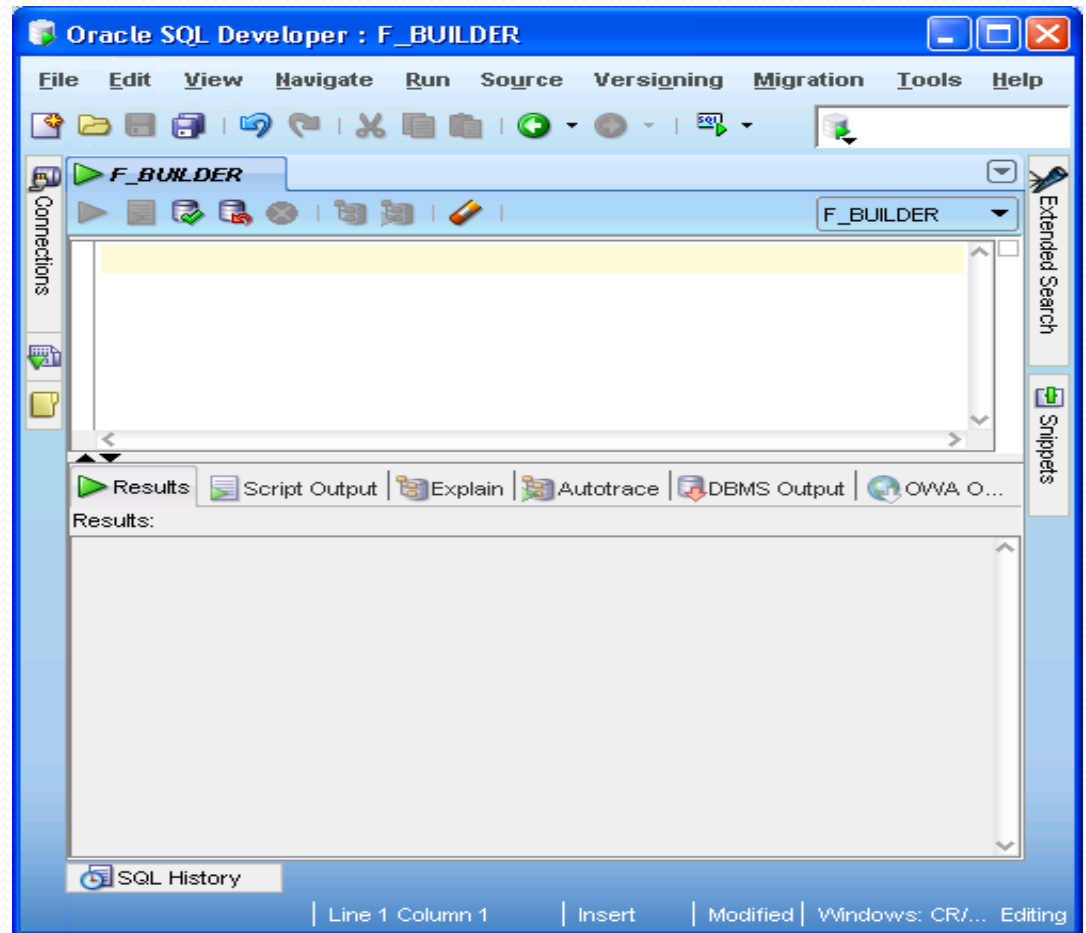 Oracle SQL Developer : F_BUILDER
File Edit View Navigate Run Source Versioning Migration Tools Help
SQL
Connections
F_BUILDER
F_BUILDER
Extended Search
Snippets
Results Script Output Explain Autotrace DBMS Output OWA O...
Results:
SQL History
Line 1 Column 1 Insert Modified Windows: CR/... Editing